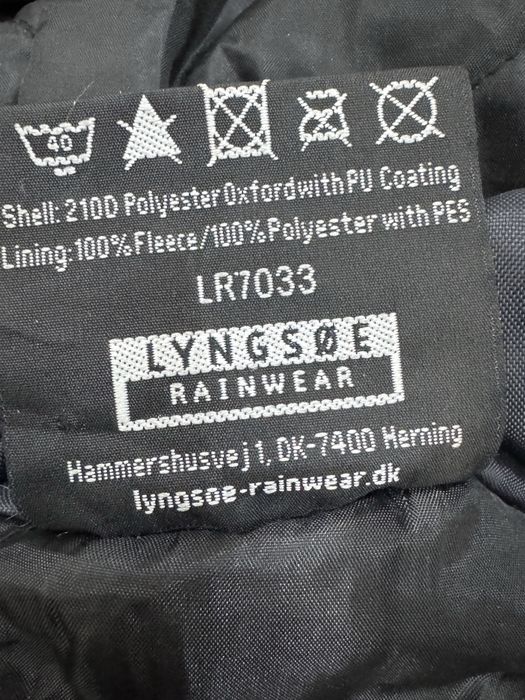 40
Shell: 210D Polyester Oxford with PU Coating
Lining: 100% Fleece/100% Polyester with PES
LR7033
LYNGSØE
RAINWEAR
Hammershusvej 1, DK-7400 Herning
lyngsoe-rainwear.dk